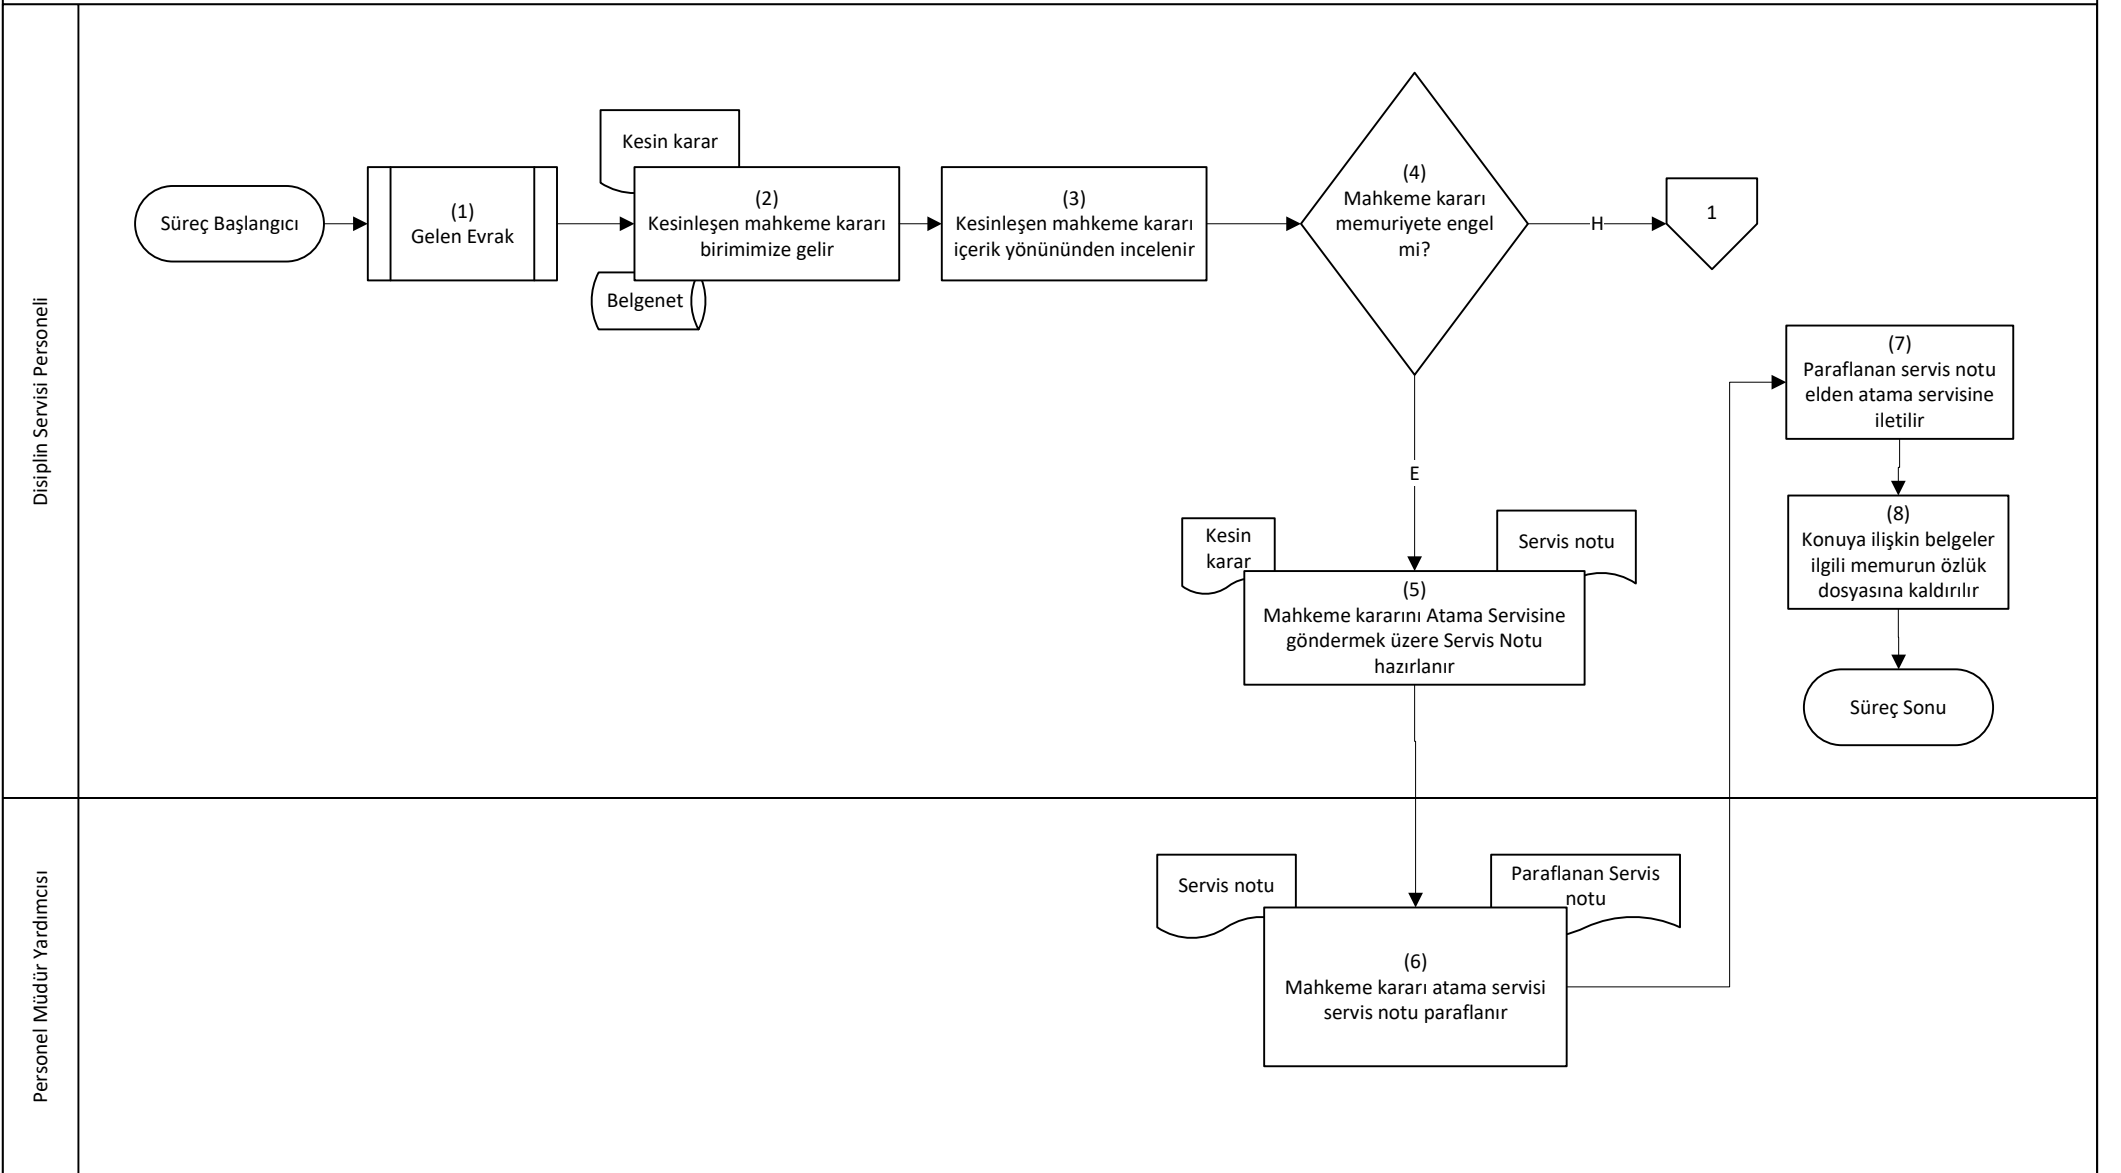 Disiplin Servisi Personeli
Süreç Başlangıcı
(1)
Gelen Evrak
Kesin karar
(2)
Kesinleşen mahkeme kararı
birimimize gelir
Belgenet
(3)
Kesinleşen mahkeme kararı
içerik yönününden incelenir
(4)
Mahkeme kararı
memuriyete engel
mi?
H
1
E
Kesin
karar
Servis notu
(5)
Mahkeme kararını Atama Servisine
göndermek üzere Servis Notu
hazırlanır
(7)
Paraflanan servis notu
elden atama servisine
iletilir
(8)
Konuya ilişkin belgeler
ilgili memurun özlük
dosyasına kaldırılır
Süreç Sonu
Personel Müdür Yardımcısı
Servis notu
Paraflanan Servis
notu
(6)
Mahkeme kararı atama servisi
servis notu paraflanır